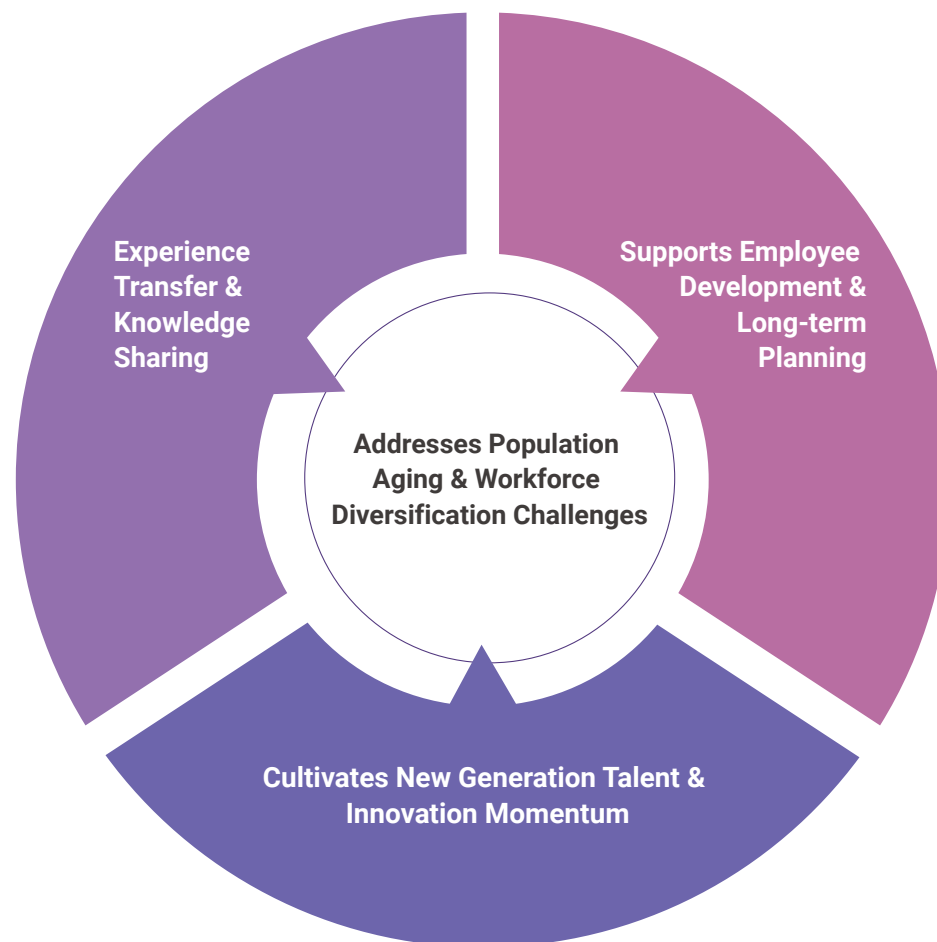 Experience
Transfer &
Knowledge
Sharing
Supports Employee
Development &
Long-term
Planning
Addresses Population
Aging & Workforce
Diversification Challenges
Cultivates New Generation Talent &
Innovation Momentum